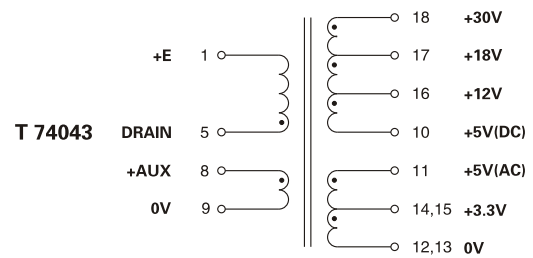 18 +30V
+E 1 17 +18V
16 +12V
T 74043 DRAIN 5 10 +5V(DC)
+AUX 8 11 +5V(AC)
0V 9 14,15 +3.3V
12,13 0V